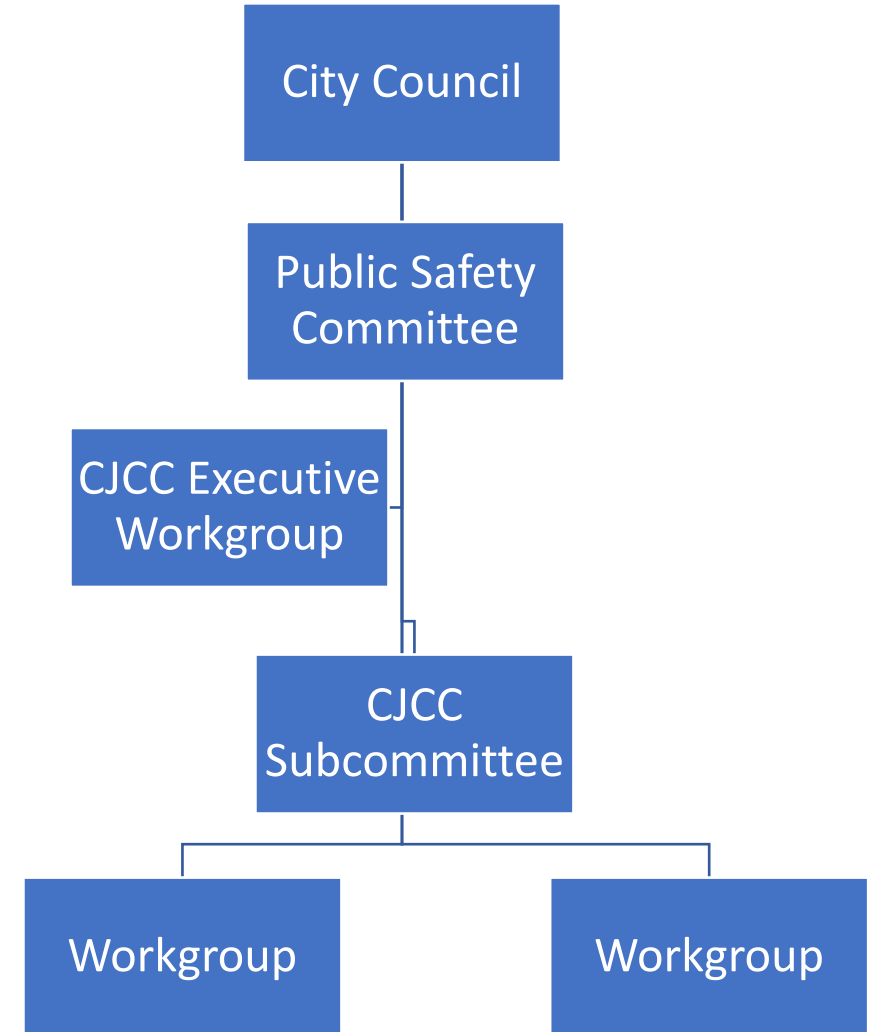 City Council
Public Safety
Committee
CJCC Executive
Workgroup
CJCC
Subcommittee
Workgroup
Workgroup